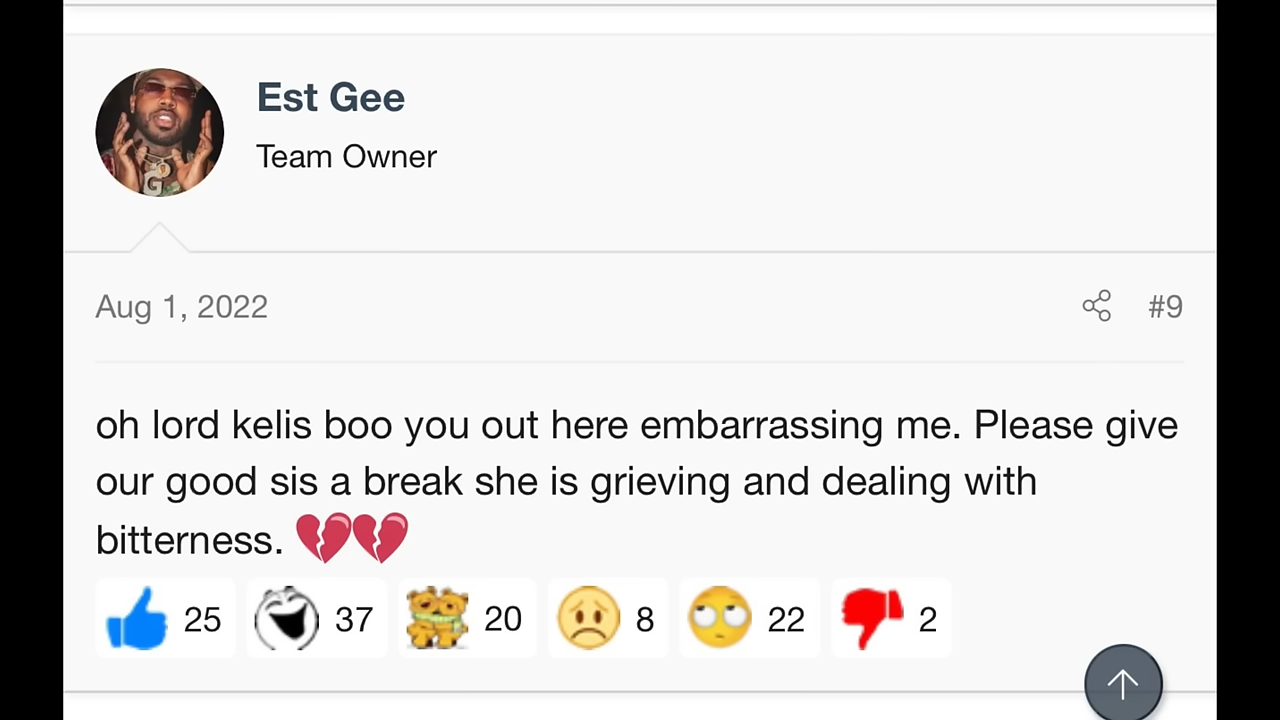 Est Gee
Team Owner
Aug 1, 2022
#9
oh lord kelis boo you out here embarrassing me. Please give
our good sis a break she is grieving and dealing with
bitterness. 💔💔
25 37 20 8 22 2